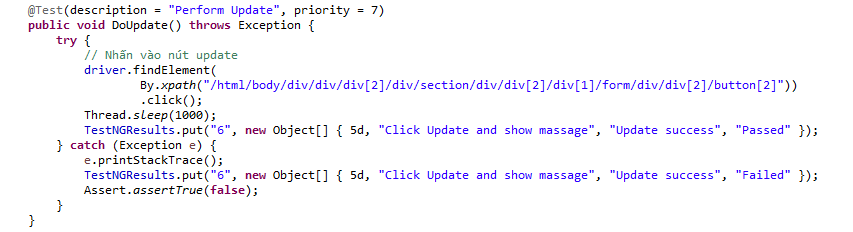 @Test(description = "Perform Update", priority = 7)
public void DoUpdate() throws Exception {
try {
// Nhấn vào nút update
driver.findElement(
By.xpath("/html/body/div/div/div[2]/div/section/div/div[2]/div[1]/form/div/div[2]/button[2]"))
.click();
Thread.sleep(1000);
TestNGResults.put("6", new Object[] { 5d, "Click Update and show massage", "Update success", "Passed" });
} catch (Exception e) {
e.printStackTrace();
TestNGResults.put("6", new Object[] { 5d, "Click Update and show massage", "Update success", "Failed" });
Assert.assertTrue(false);
}
}